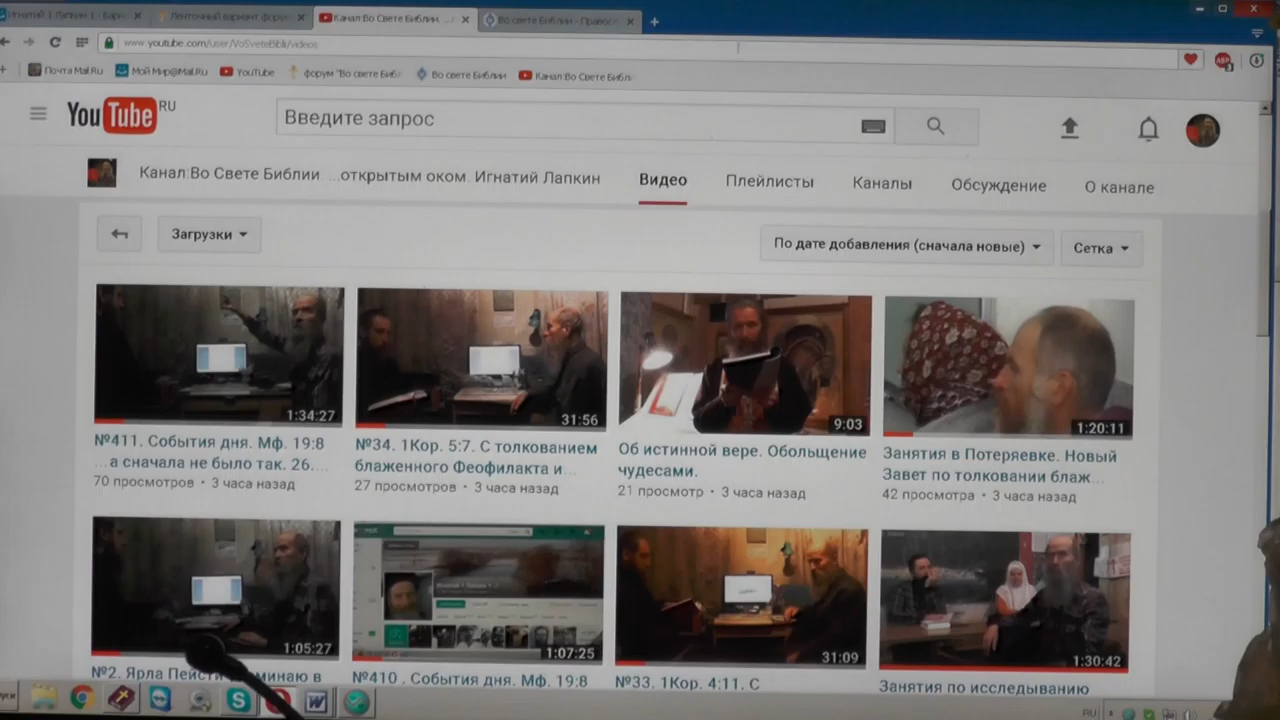 Канал:Во Свете Библии. ...
Во свете Библии - Правосл
www.youtube.com/user/VoSveteBiblii/videos
Почта Mail.Ru
Мой Мир@Mail.Ru
YouTube
форум "Во свете Биб
Во свете Библии
Канал:Во Свете Библ
YouTube RU
Введите запрос
Канал:Во Свете Библии ...открытым оком. Игнатий Лапкин
Видео
Плейлисты
Каналы
Обсуждение
О канале
Загрузки
По дате добавления (сначала новые)
Сетка
1:34:27
31:56
9:03
1:20:11
№411. События дня. Мф. 19:8
...а сначала не было так. 26....
70 просмотров • 3 часа назад
№34. 1Кор. 5:7. С толкованием
блаженного Феофилакта и...
27 просмотров • 3 часа назад
Об истинной вере. Обольщение
чудесами.
21 просмотр • 3 часа назад
Занятия в Потеряевке. Новый
Завет по толковании блаж...
42 просмотра • 3 часа назад
1:05:27
1:07:25
31:09
1:30:42
№2. Ярла Пейсти
минаю в
№410 . События дня. Мф. 19:8
№33. 1Кор. 4:11. С
Занятия по исследыванию
RU